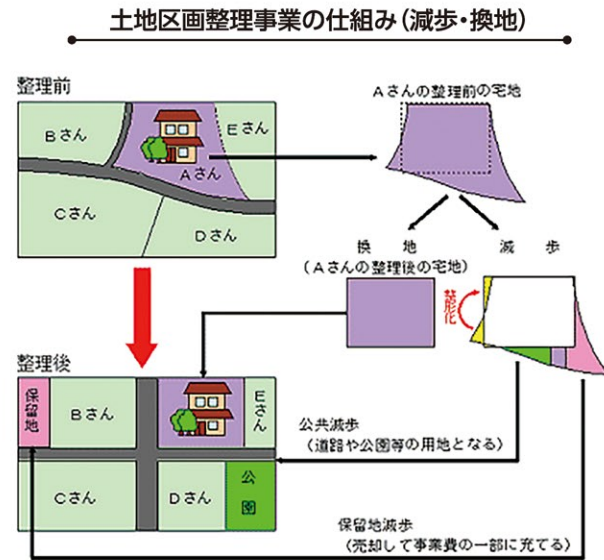 土地区画整理事業の仕組み(減歩・換地)
整理前
Bさん
Eさん
Aさん
Cさん
Dさん
Aさんの整理前の宅地
換地
(Aさんの整理後の宅地)
減歩
整形化
整理後
保留地
Bさん
Eさん
Cさん
Dさん
公園
公共減歩
(道路や公園等の用地となる)
保留地減歩
(売却して事業費の一部に充てる)